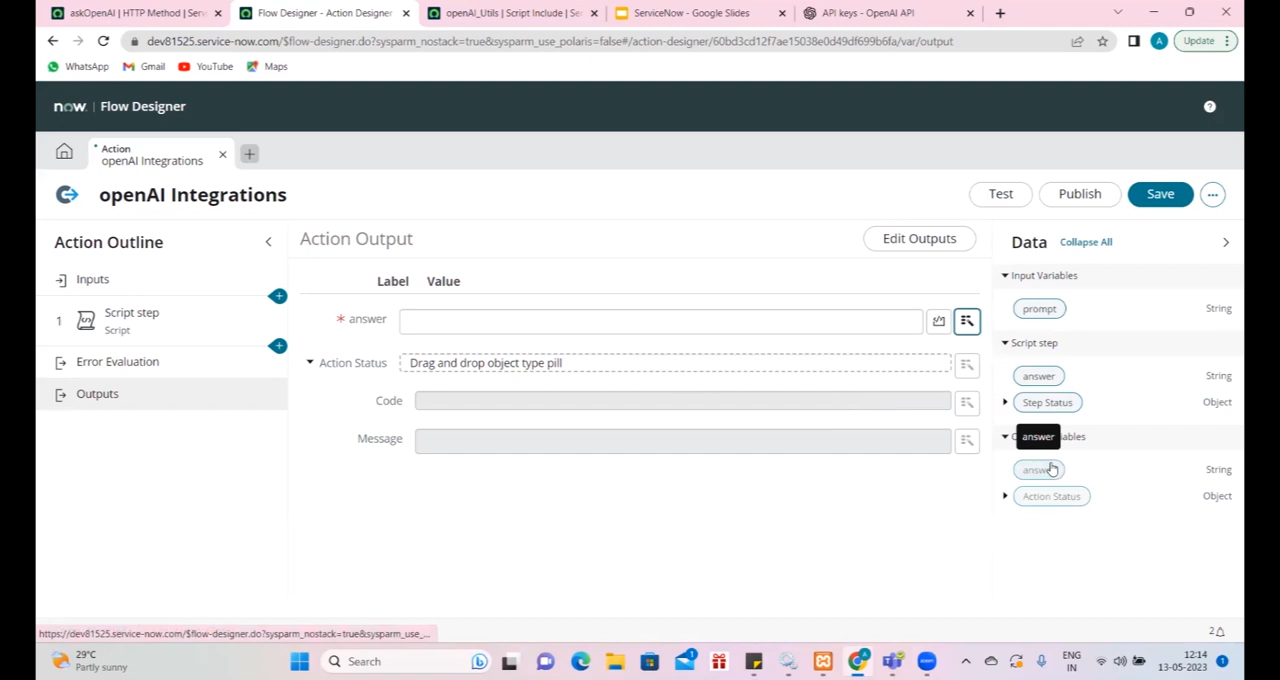 askOpenAI | HTTP Method | Serv
Flow Designer - Action Designer
openAI_Utils | Script Include | Se
ServiceNow - Google Slides
API keys - OpenAI API
dev81525.service-now.com/$flow-designer.do?sysparm_nostack=true&sysparm_use_polaris=false#/action-designer/60bd3cd12f7ae15038e0d49df699b6fa/var/output
A
Update
WhatsApp
Gmail
YouTube
Maps
now. | Flow Designer
Action
openAI Integrations
openAI Integrations
Test
Publish
Save
Action Outline
Action Output
Edit Outputs
Data
Collapse All
Inputs
Label
Value
Input Variables
prompt
String
1
Script step
Script
* answer
Script step
Error Evaluation
Action Status
Drag and drop object type pill
answer
String
Outputs
Code
Step Status
Object
Message
answer
String
Action Status
Object
https://dev81525.service-now.com/$flow-designer.do?sysparm_nostack=true&sysparm_use_...
2
29°C
Partly sunny
Search
ENG
IN
12:14
13-05-2023